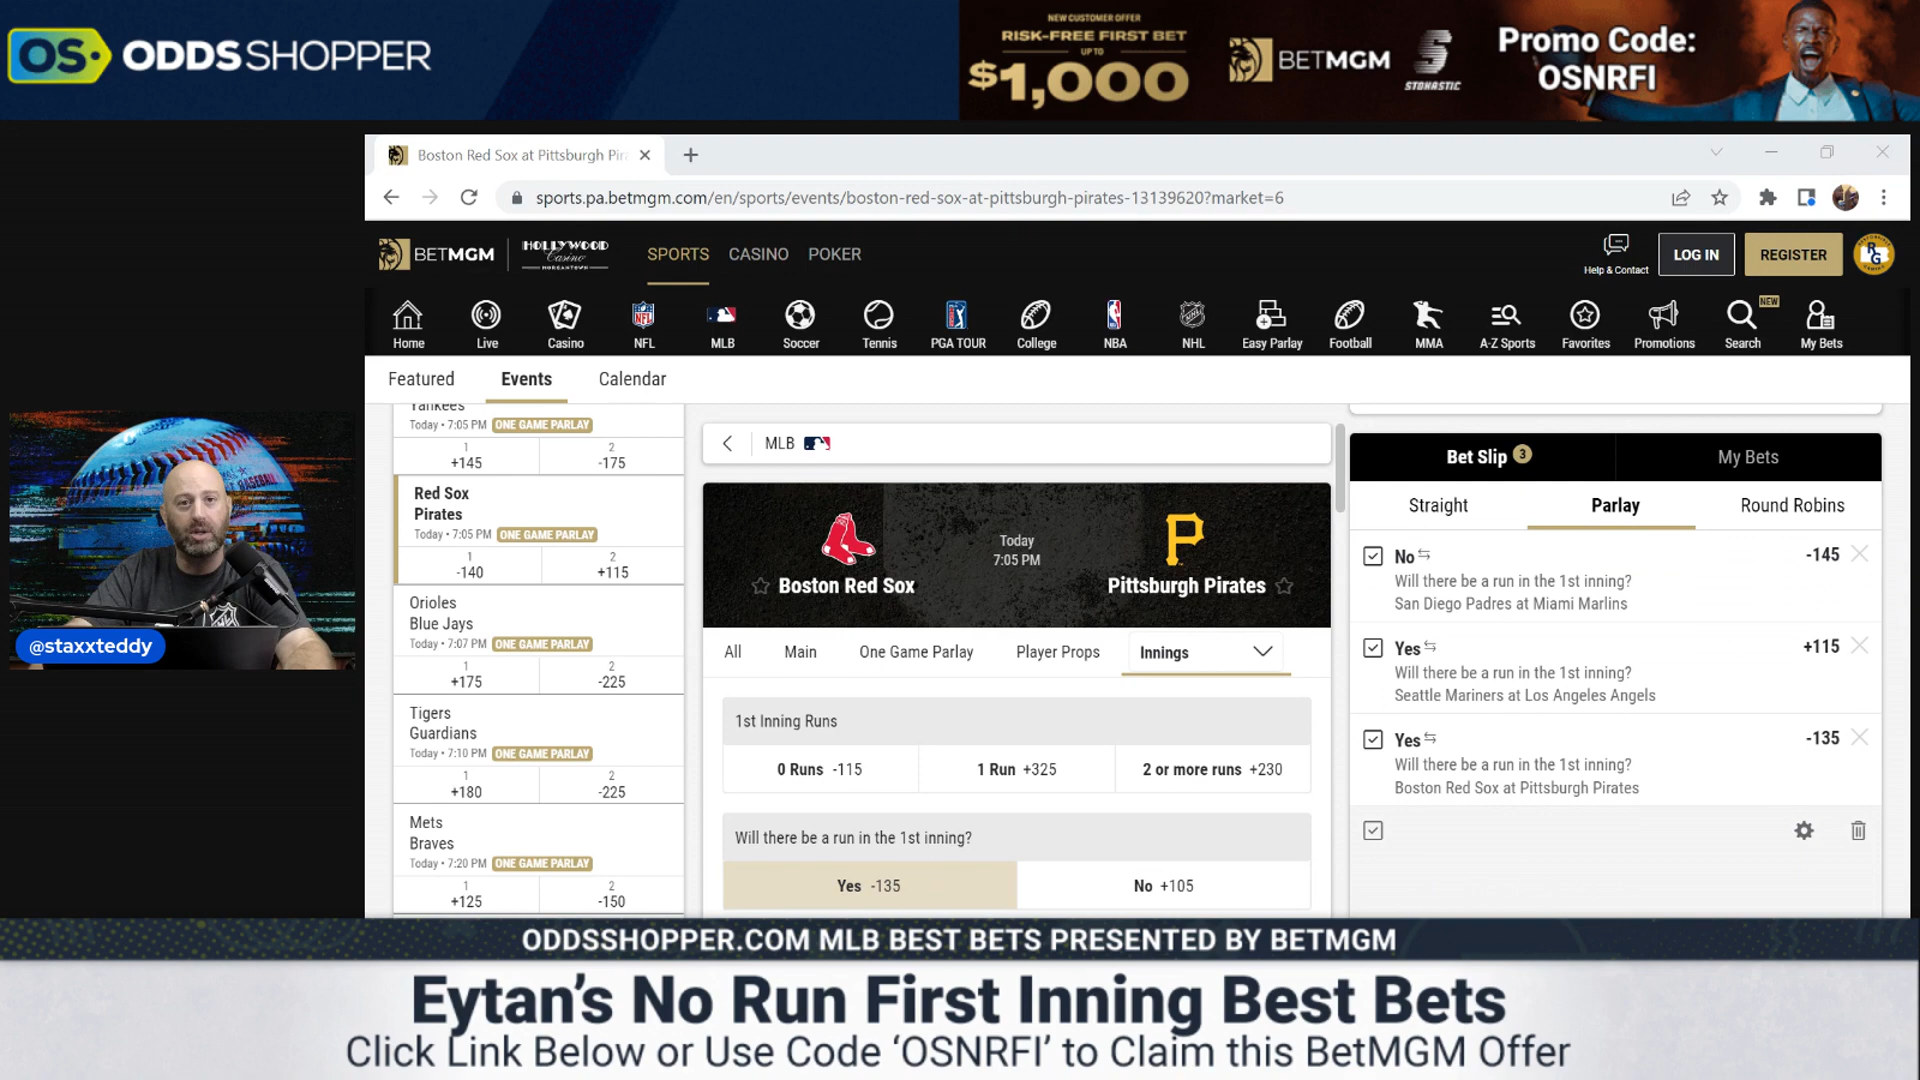 OS
ODDSSHOPPER
NEW CUSTOMER OFFER
RISK-FREE FIRST BET
UP TO
$1,000
BETMGM
STOKASTIC
Promo Code:
OSNRFI
Boston Red Sox at Pittsburgh Pir
sports.pa.betmgm.com/en/sports/events/boston-red-sox-at-pittsburgh-pirates-13139620?market=6
BETMGM
HOLLYWOOD
Casino
MORGANTOWN
SPORTS
CASINO
POKER
Help & Contact
LOG IN
REGISTER
RG
NEW
Home
Live
Casino
NFL
MLB
Soccer
Tennis
PGA TOUR
College
NBA
NHL
Easy Parlay
Football
MMA
A-Z Sports
Favorites
Promotions
Search
My Bets
Featured
Events
Calendar
Yankees
Today • 7:05 PM ONE GAME PARLAY
1 2
+145 -175
Red Sox
Pirates
Today • 7:05 PM ONE GAME PARLAY
1 2
-140 +115
Orioles
Blue Jays
Today • 7:07 PM ONE GAME PARLAY
1 2
+175 -225
Tigers
Guardians
Today • 7:10 PM ONE GAME PARLAY
1 2
+180 -225
Mets
Braves
Today • 7:20 PM ONE GAME PARLAY
1 2
+125 -150
MLB
Today
7:05 PM
P
Boston Red Sox
Pittsburgh Pirates
All
Main
One Game Parlay
Player Props
Innings
1st Inning Runs
0 Runs -115
1 Run +325
2 or more runs +230
Will there be a run in the 1st inning?
Yes -135
No +105
Bet Slip 3
My Bets
Straight
Parlay
Round Robins
No -145
Will there be a run in the 1st inning?
San Diego Padres at Miami Marlins
Yes +115
Will there be a run in the 1st inning?
Seattle Mariners at Los Angeles Angels
Yes -135
Will there be a run in the 1st inning?
Boston Red Sox at Pittsburgh Pirates
@staxxteddy
ODDSSHOPPER.COM MLB BEST BETS PRESENTED BY BETMGM
Eytan's No Run First Inning Best Bets
Click Link Below or Use Code 'OSNRFI' to Claim this BetMGM Offer